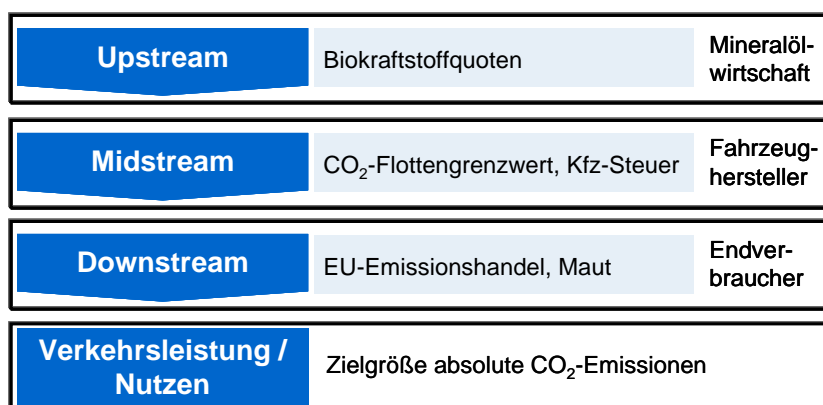 Upstream
Biokraftstoffquoten
Mineralöl-
wirtschaft
Midstream
CO₂-Flottengrenzwert, Kfz-Steuer
Fahrzeug-
hersteller
Downstream
EU-Emissionshandel, Maut
Endver-
braucher
Verkehrsleistung /
Nutzen
Zielgröße absolute CO₂-Emissionen